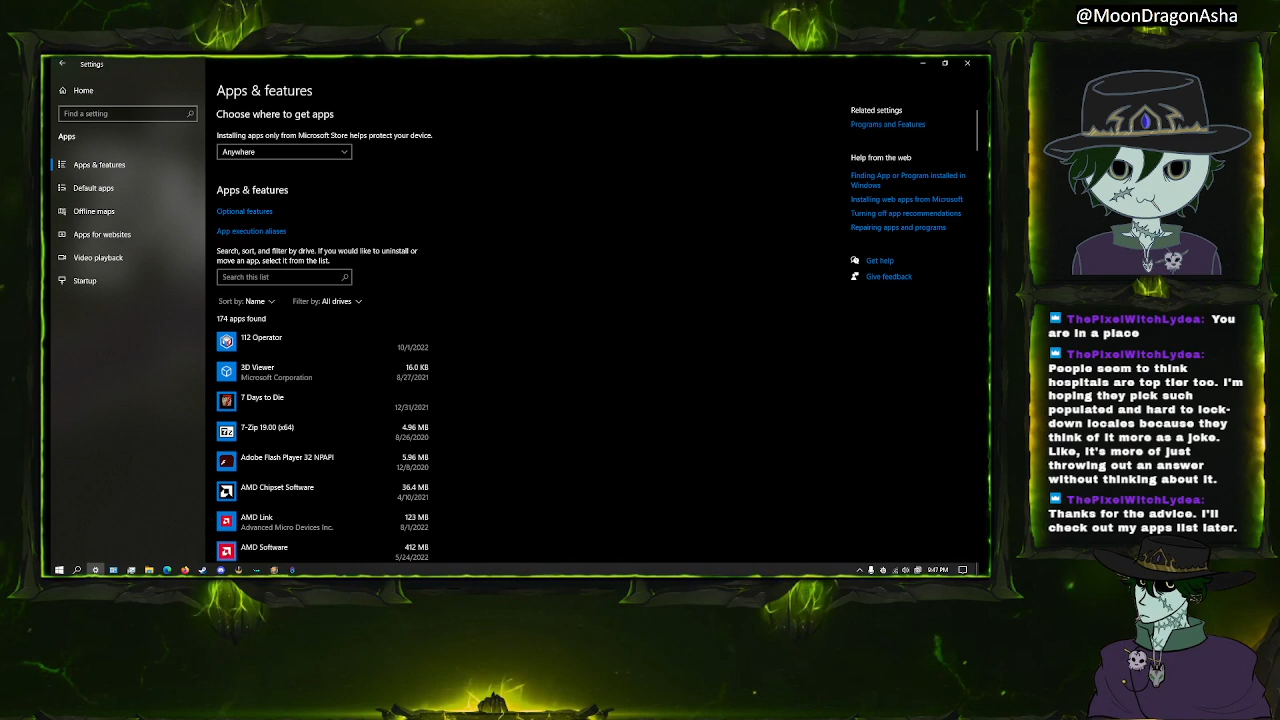 @MoonDragonAsha
Settings
Home
Find a setting
Apps
Apps & features
Default apps
Offline maps
Apps for websites
Video playback
Startup
Apps & features
Choose where to get apps
Installing apps only from Microsoft Store helps protect your device.
Anywhere
Apps & features
Optional features
App execution aliases
Search, sort, and filter by drive. If you would like to uninstall or
move an app, select it from the list.
Search this list
Sort by: Name
Filter by: All drives
174 apps found
112 Operator
10/1/2022
3D Viewer 16.0 KB
Microsoft Corporation 8/27/2021
7 Days to Die
12/31/2021
7-Zip 19.00 (x64) 4.96 MB
8/26/2020
Adobe Flash Player 32 NPAPI 5.96 MB
12/8/2020
AMD Chipset Software 36.4 MB
4/10/2021
AMD Link 123 MB
Advanced Micro Devices Inc. 8/1/2022
AMD Software 412 MB
5/24/2022
Related settings
Programs and Features
Help from the web
Finding App or Program installed in
Windows
Installing web apps from Microsoft
Turning off app recommendations
Repairing apps and programs
Get help
Give feedback
9:47 PM
ThePixelWitchLydea: You
are in a place
ThePixelWitchLydea:
People seem to think
hospitals are top tier too. I'm
hoping they pick such
populated and hard to lock-
down locales because they
think of it more as a joke.
Like, it's more of just
throwing out an answer
without thinking about it.
ThePixelWitchLydea:
Thanks for the advice. I'll
check out my apps list later.